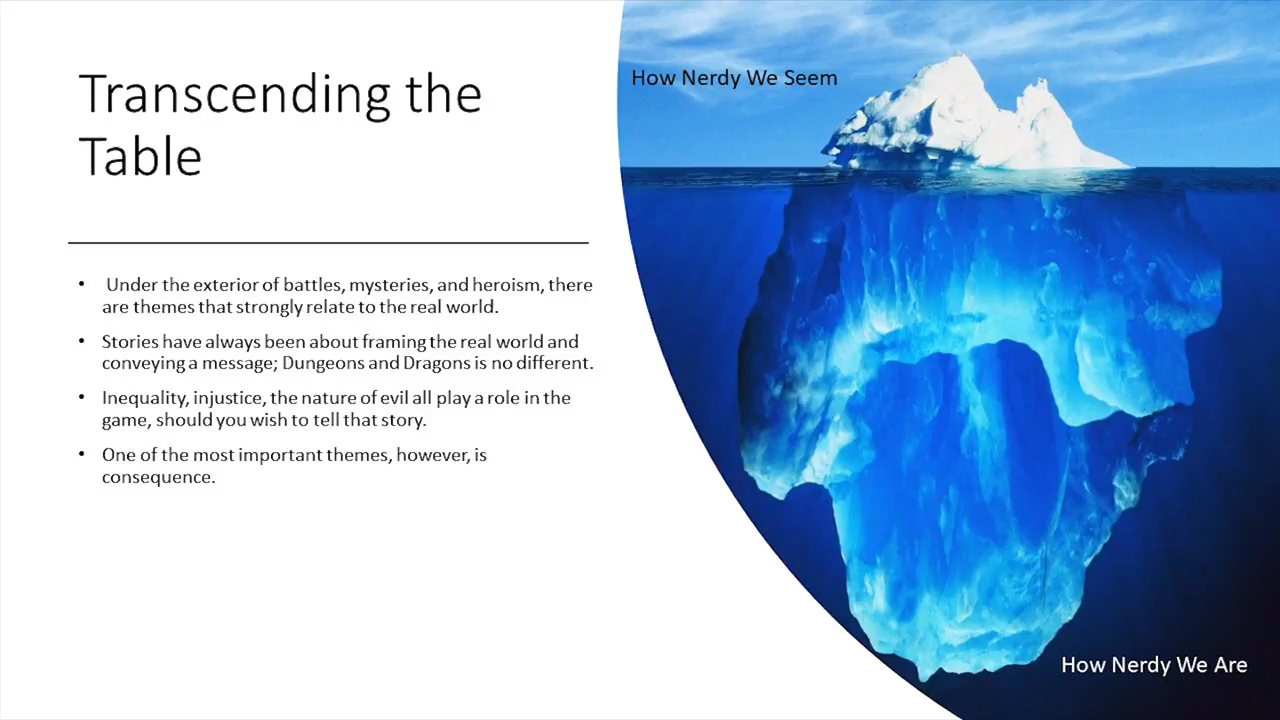 Transcending the
Table
• Under the exterior of battles, mysteries, and heroism, there
are themes that strongly relate to the real world.
• Stories have always been about framing the real world and
conveying a message; Dungeons and Dragons is no different.
• Inequality, injustice, the nature of evil all play a role in the
game, should you wish to tell that story.
• One of the most important themes, however, is
consequence.
How Nerdy We Seem
How Nerdy We Are